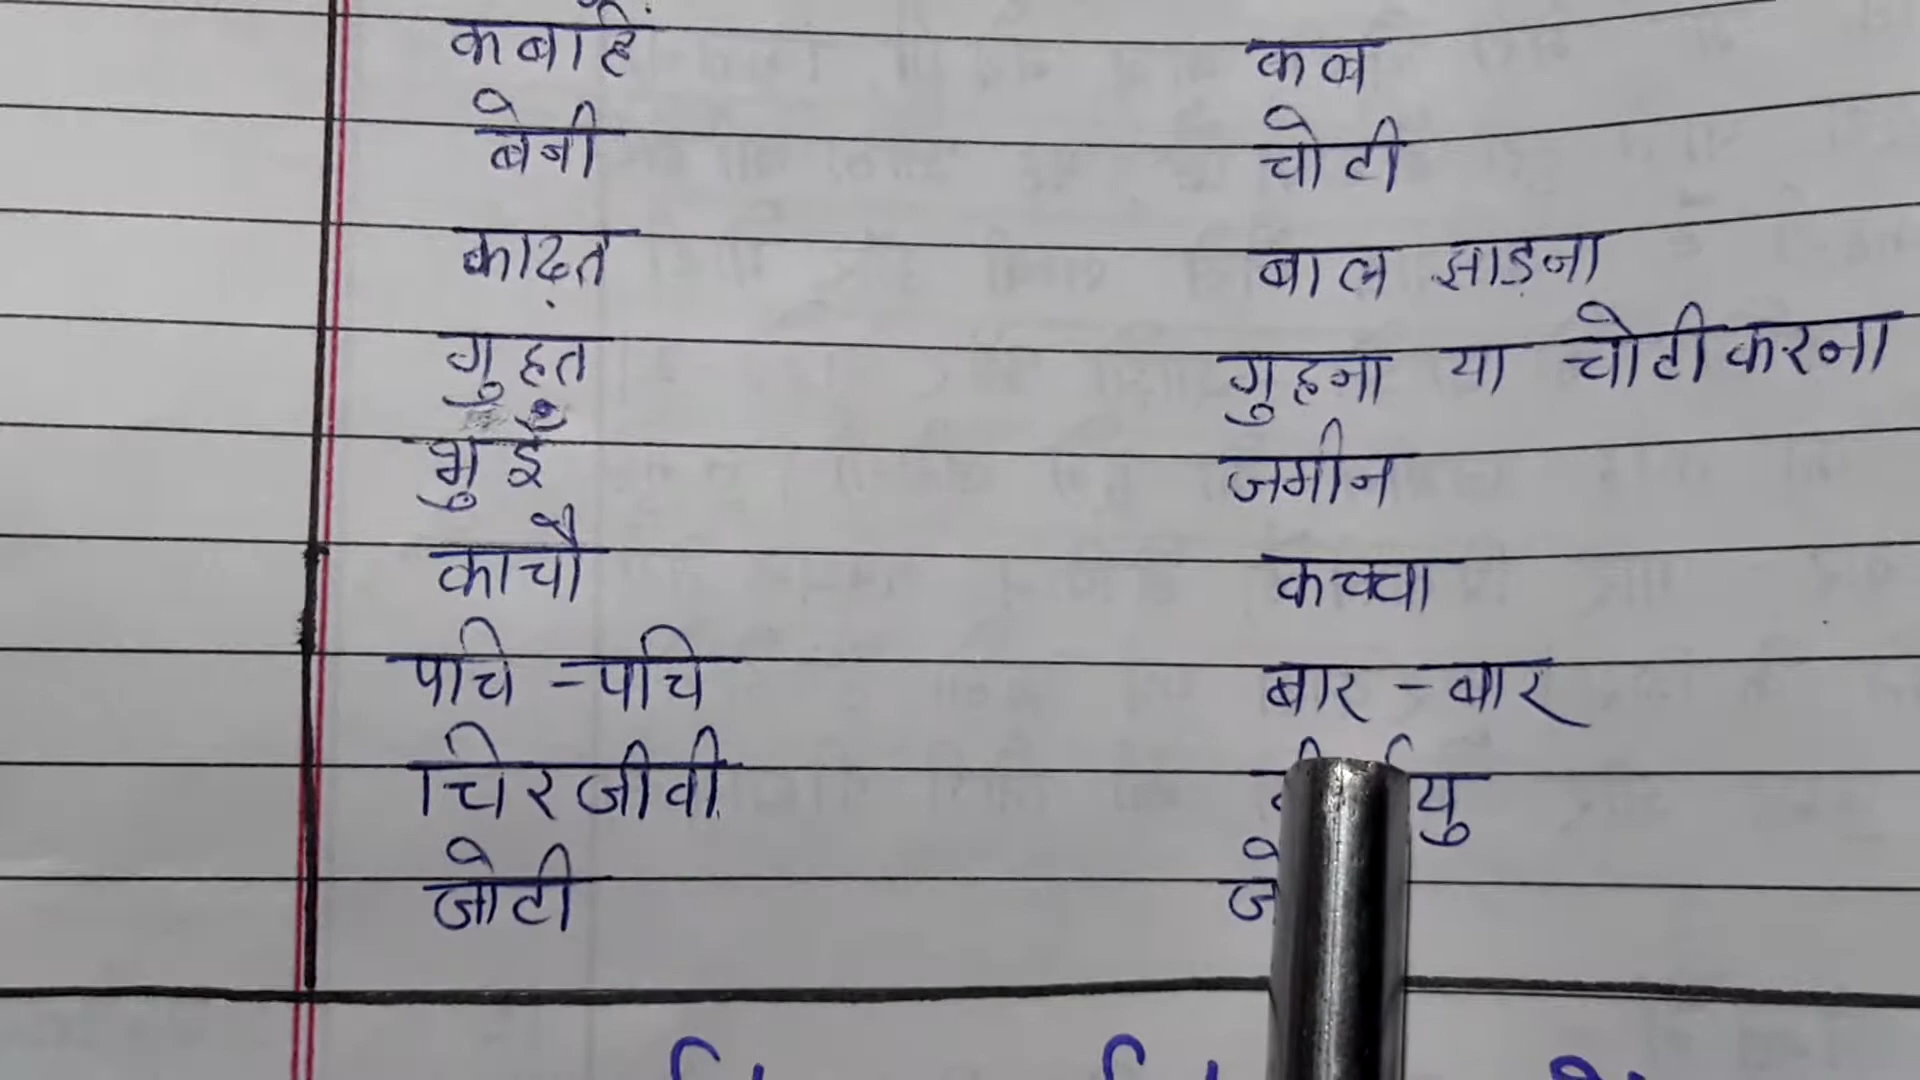 कबहिं कब
बेनी चोटी
काढ़त बाल झाड़ना
गुहत गुहना या चोटी करना
भुइँ जमीन
काचौ कच्चा
पचि - पचि बार - बार
चिरजीवी
जोटी